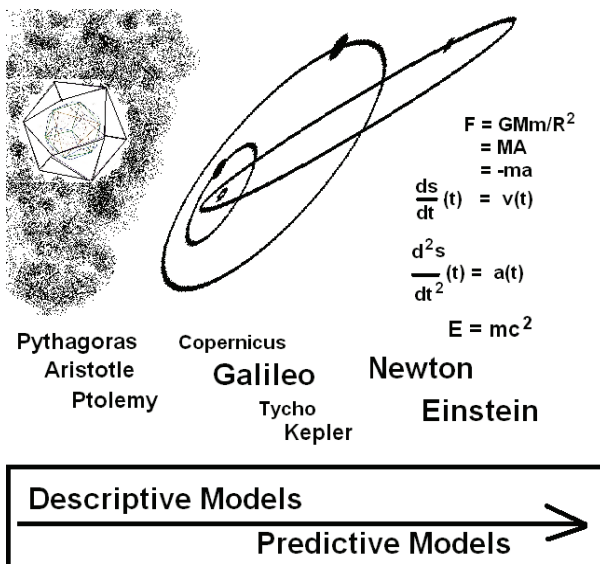 F = GMm/R²
= MA
= -ma
ds/dt (t) = v(t)
d²s/dt² (t) = a(t)
E = mc²
Pythagoras
Aristotle
Ptolemy
Copernicus
Galileo
Tycho
Kepler
Newton
Einstein
Descriptive Models
Predictive Models